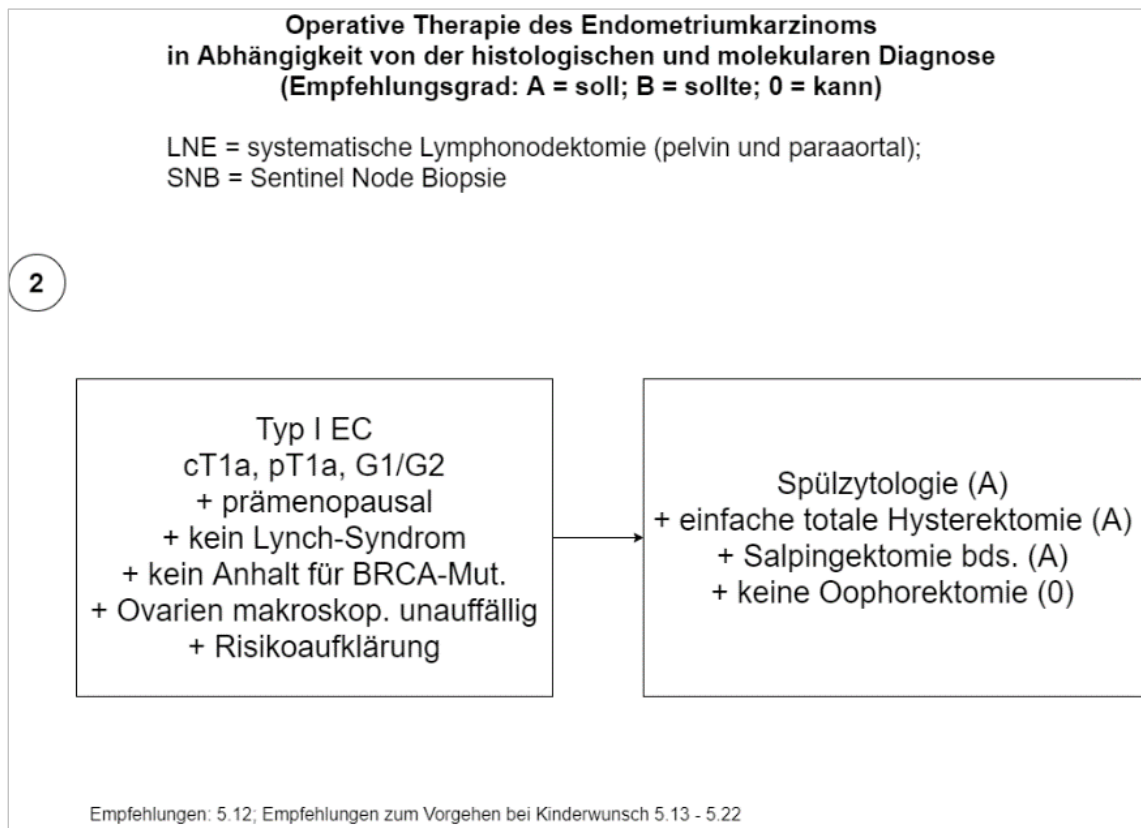 Operative Therapie des Endometriumkarzinoms
in Abhängigkeit von der histologischen und molekularen Diagnose
(Empfehlungsgrad: A = soll; B = sollte; 0 = kann)
LNE = systematische Lymphonodektomie (pelvin und paraaortal);
SNB = Sentinel Node Biopsie
2
Typ I EC
cT1a, pT1a, G1/G2
+ prämenopausal
+ kein Lynch-Syndrom
+ kein Anhalt für BRCA-Mut.
+ Ovarien makroskop. unauffällig
+ Risikoaufklärung
Spülzytologie (A)
+ einfache totale Hysterektomie (A)
+ Salpingektomie bds. (A)
+ keine Oophorektomie (0)
Empfehlungen: 5.12; Empfehlungen zum Vorgehen bei Kinderwunsch 5.13 - 5.22